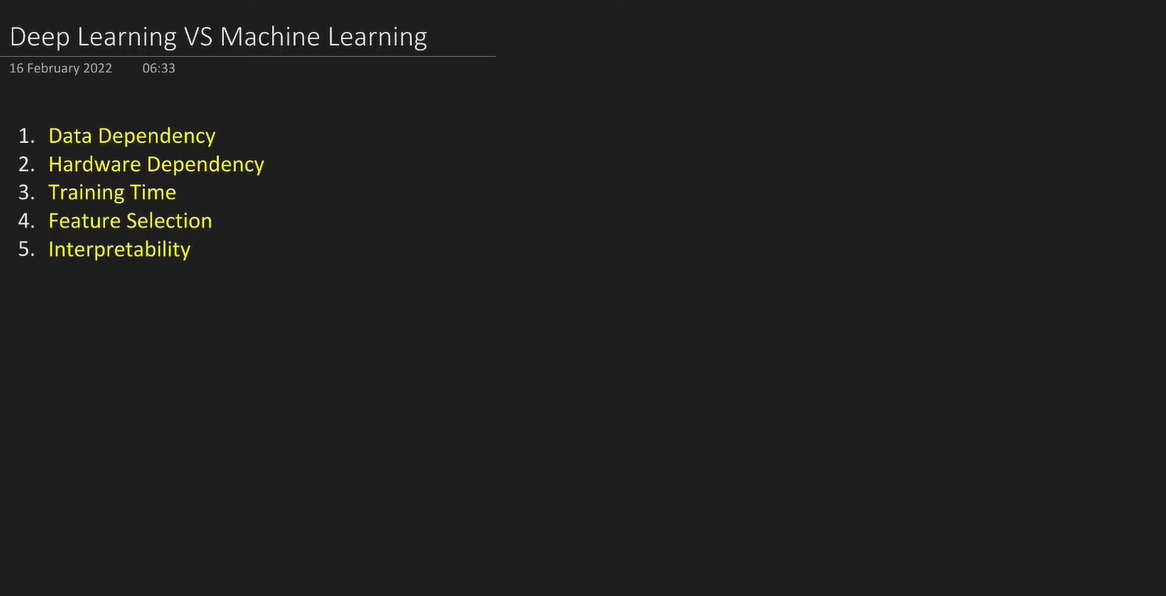 Deep Learning VS Machine Learning
16 February 2022 06:33
1. Data Dependency
2. Hardware Dependency
3. Training Time
4. Feature Selection
5. Interpretability